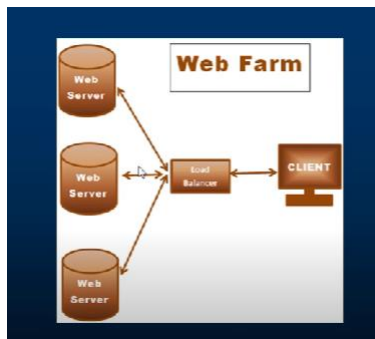 Web Farm
Web
Server
Web
Server
Load
Balancer
CLIENT
Web
Server